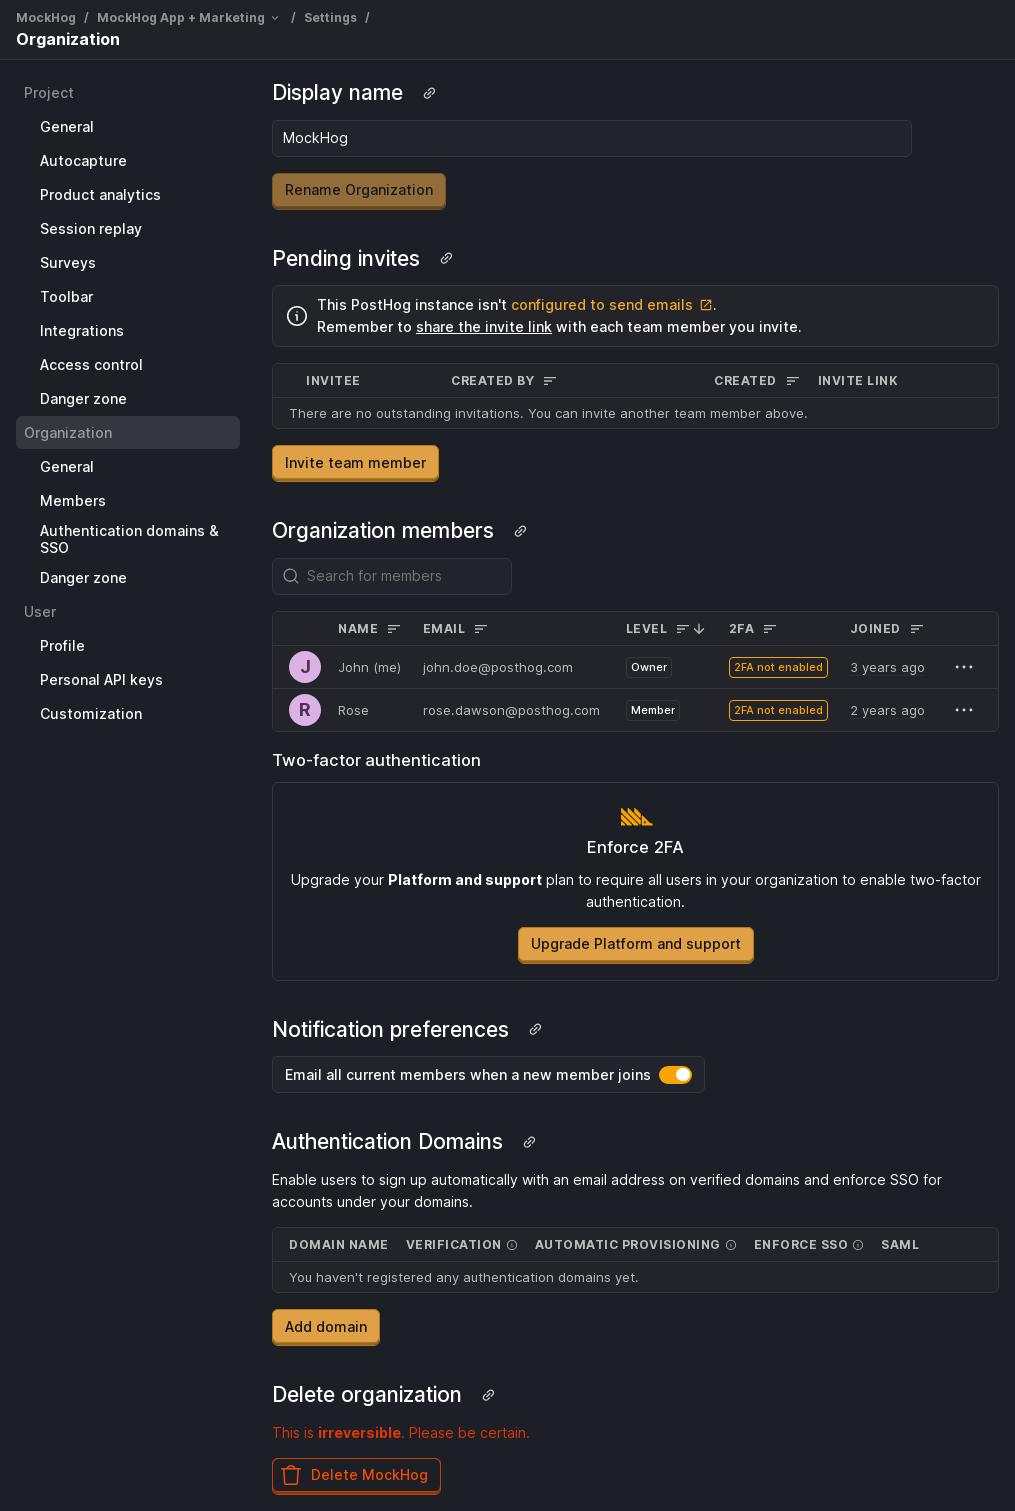 MockHog / MockHog App + Marketing / Settings /
Organization
Project
General
Autocapture
Product analytics
Session replay
Surveys
Toolbar
Integrations
Access control
Danger zone
Organization
General
Members
Authentication domains &
SSO
Danger zone
User
Profile
Personal API keys
Customization
Display name
MockHog
Rename Organization
Pending invites
This PostHog instance isn't configured to send emails.
Remember to share the invite link with each team member you invite.
INVITEE CREATED BY CREATED INVITE LINK
There are no outstanding invitations. You can invite another team member above.
Invite team member
Organization members
Search for members
NAME EMAIL LEVEL 2FA JOINED
J John (me) john.doe@posthog.com Owner 2FA not enabled 3 years ago
R Rose rose.dawson@posthog.com Member 2FA not enabled 2 years ago
Two-factor authentication
Enforce 2FA
Upgrade your Platform and support plan to require all users in your organization to enable two-factor
authentication.
Upgrade Platform and support
Notification preferences
Email all current members when a new member joins
Authentication Domains
Enable users to sign up automatically with an email address on verified domains and enforce SSO for
accounts under your domains.
DOMAIN NAME VERIFICATION AUTOMATIC PROVISIONING ENFORCE SSO SAML
You haven't registered any authentication domains yet.
Add domain
Delete organization
This is irreversible. Please be certain.
Delete MockHog